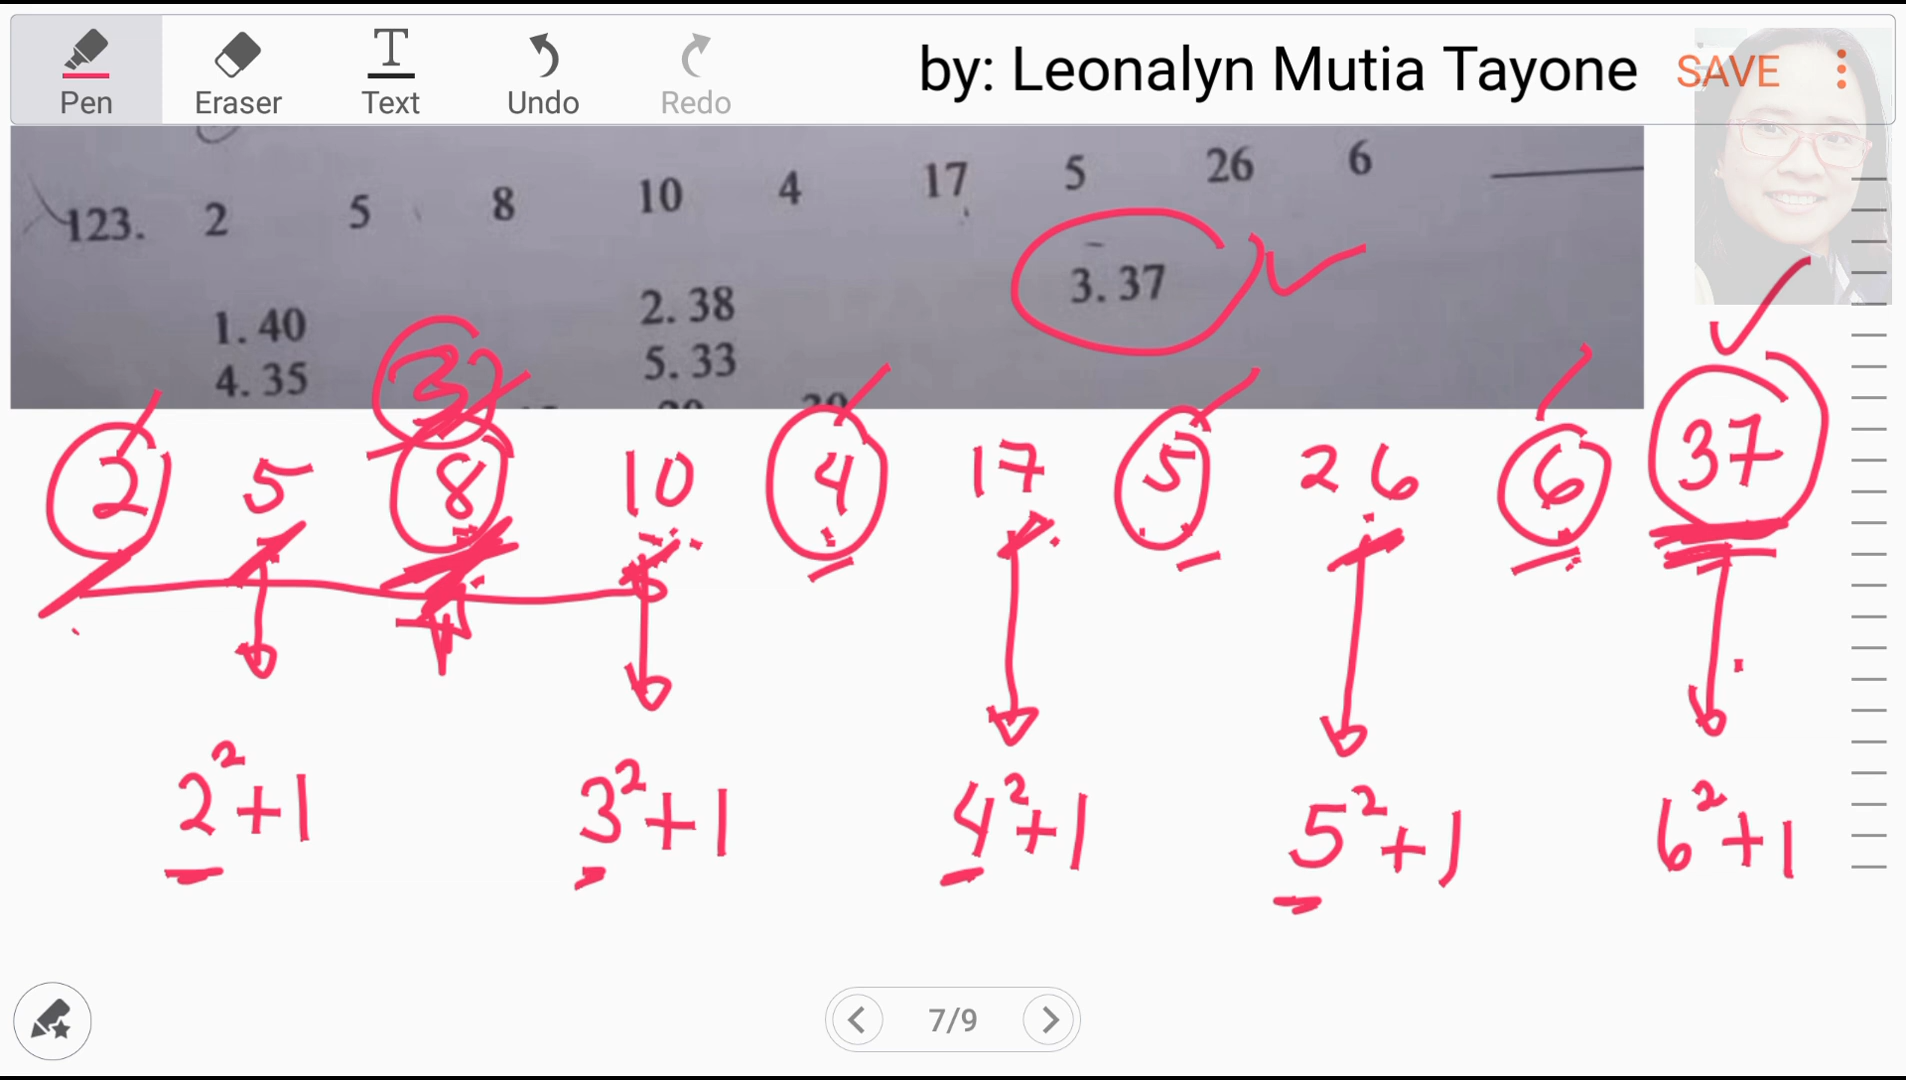 Pen Eraser Text Undo Redo by: Leonalyn Mutia Tayone SAVE
123. 2 5 8 10 4 17 5 26 6
1. 40 2. 38 3. 37
4. 35 5. 33
3
2 5 8 10 4 17 5 26 6 37
2²+1 3²+1 4²+1 5²+1 6²+1
7/9